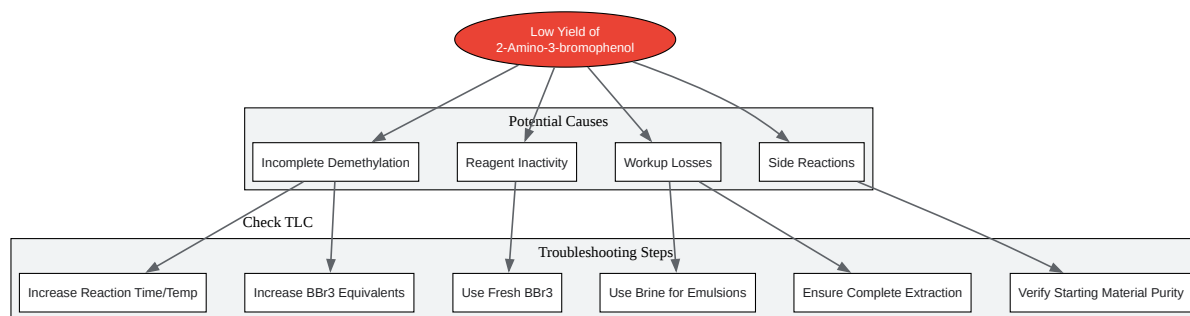 Low Yield of
2-Amino-3-bromophenol
Potential Causes
Incomplete Demethylation
Reagent Inactivity
Workup Losses
Side Reactions
Check TLC
Troubleshooting Steps
Increase Reaction Time/Temp
Increase BBr3 Equivalents
Use Fresh BBr3
Use Brine for Emulsions
Ensure Complete Extraction
Verify Starting Material Purity